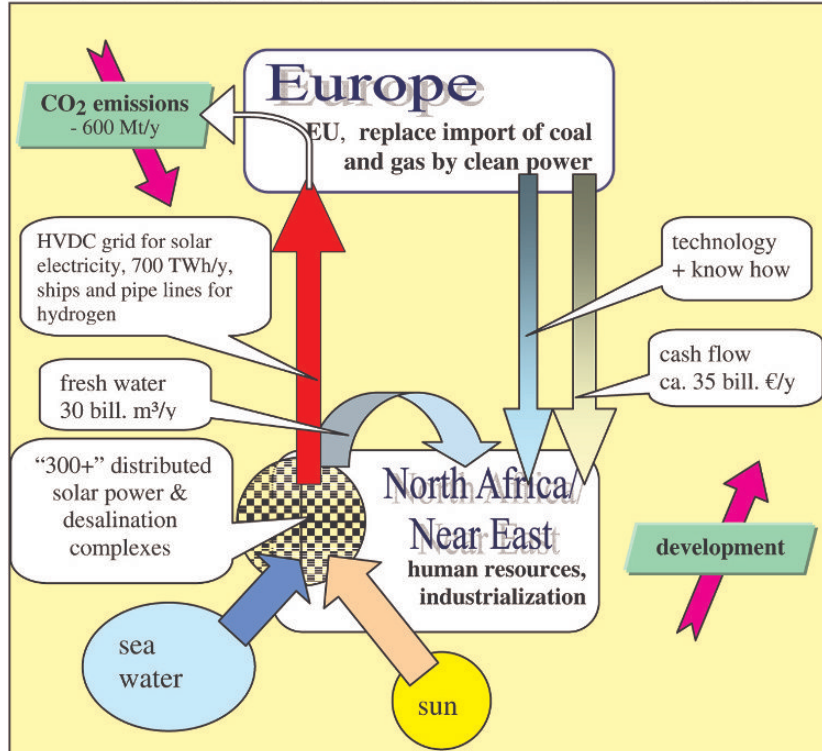 Europe
EU, replace import of coal
and gas by clean power
CO₂ emissions
- 600 Mt/y
HVDC grid for solar
electricity, 700 TWh/y,
ships and pipe lines for
hydrogen
technology
+ know how
fresh water
30 bill. m³/y
cash flow
ca. 35 bill. €/y
“300+” distributed
solar power &
desalination
complexes
North Africa/
Near East
human resources,
industrialization
development
sea
water
sun